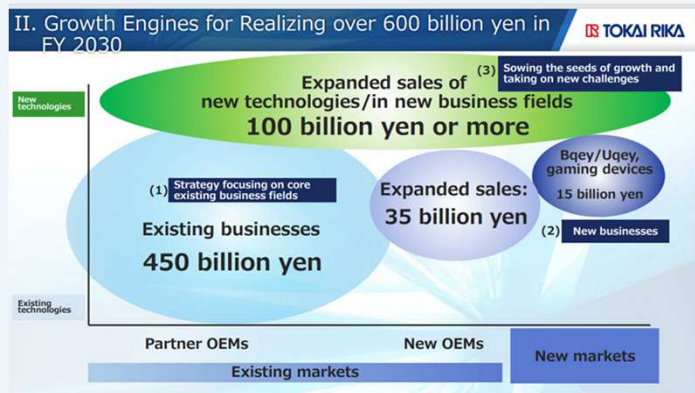 II. Growth Engines for Realizing over 600 billion yen in
FY 2030
TOKAI RIKA
(3) Sowing the seeds of growth and
taking on new challenges
New
technologies
Expanded sales of
new technologies/in new business fields
100 billion yen or more
Bqey/Uqey,
gaming devices
15 billion yen
(1) Strategy focusing on core
existing business fields
Expanded sales:
35 billion yen
(2) New businesses
Existing businesses
450 billion yen
Existing
technologies
Partner OEMs
New OEMs
New markets
Existing markets